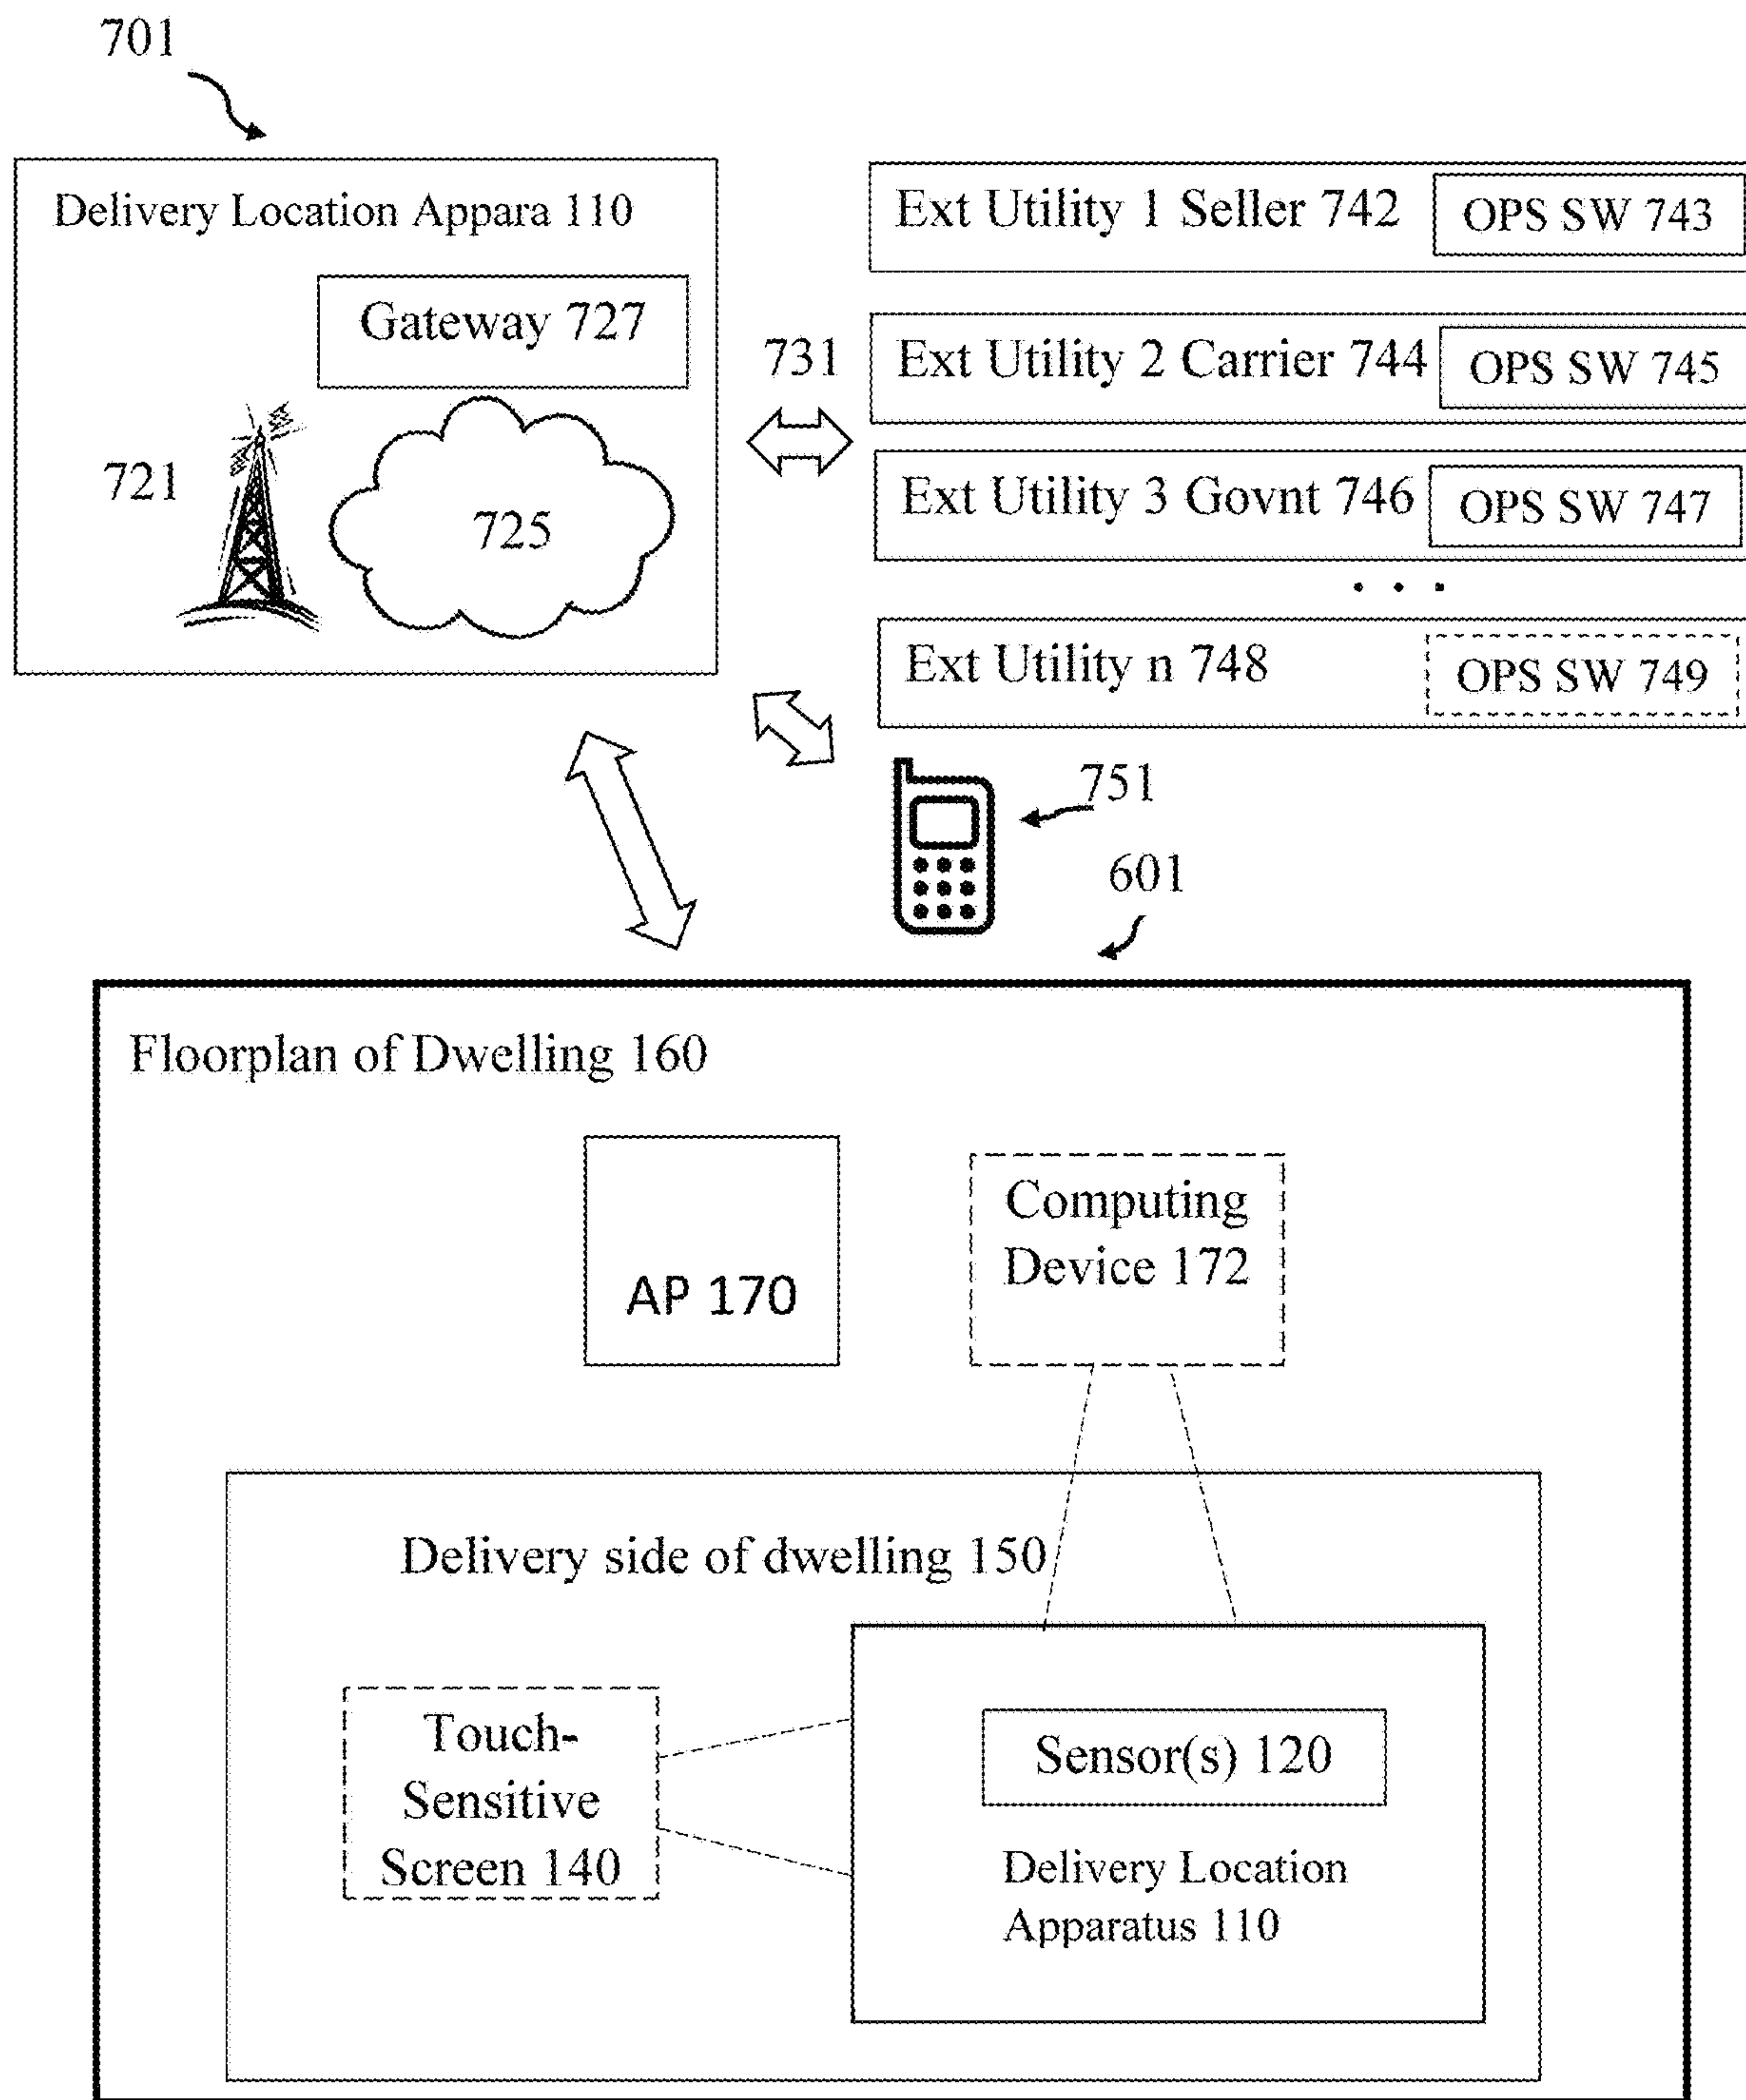 701
Delivery Location Appara 110
Gateway 727
721
725
731
Ext Utility 1 Seller 742
OPS SW 743
Ext Utility 2 Carrier 744
OPS SW 745
Ext Utility 3 Govnt 746
OPS SW 747
. . .
Ext Utility n 748
OPS SW 749
751
601
Floorplan of Dwelling 160
AP 170
Computing
Device 172
Delivery side of dwelling 150
Touch-
Sensitive
Screen 140
Sensor(s) 120
Delivery Location
Apparatus 110